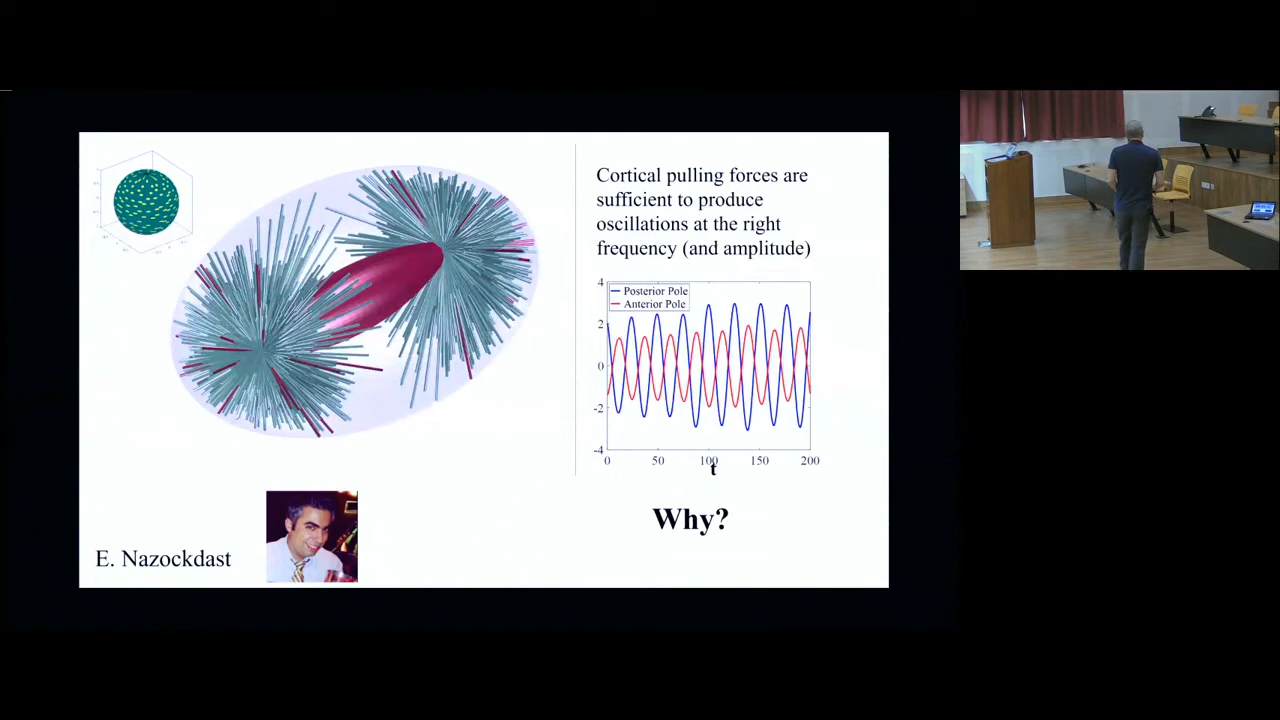 Cortical pulling forces are
sufficient to produce
oscillations at the right
frequency (and amplitude)
4
Posterior Pole
Anterior Pole
2
0
-2
-4
0 50 100 150 200
t
Why?
E. Nazockdast